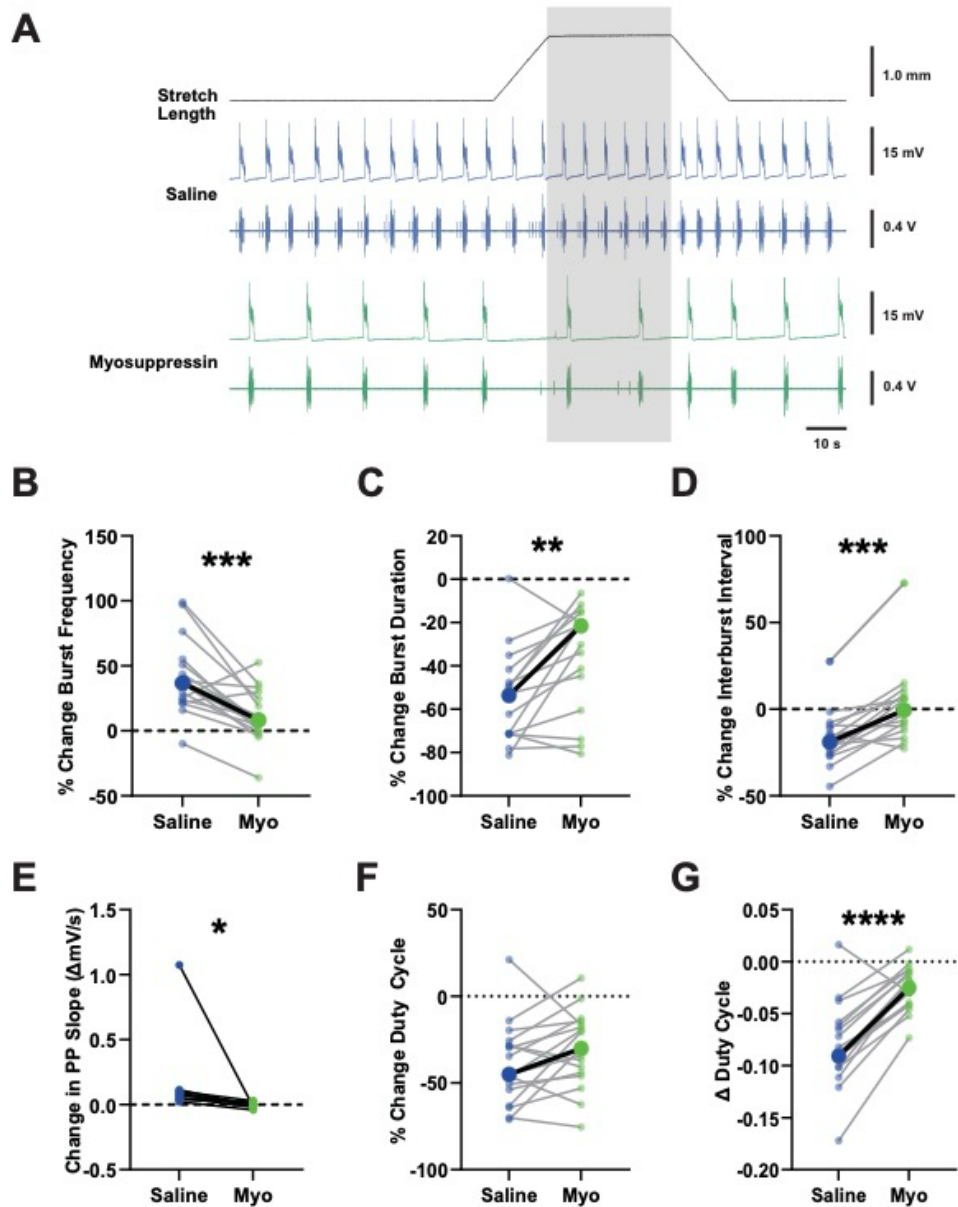 A
1.0 mm
Stretch
Length
15 mV
Saline
0.4 V
15 mV
Myosuppressin
0.4 V
10 s
B
C
D
% Change Burst Frequency
150
100
50
0
-50
***
Saline Myo
% Change Burst Duration
20
0
-20
-40
-60
-80
-100
**
Saline Myo
% Change Interburst Interval
100
50
0
-50
***
Saline Myo
E
F
G
Change in PP Slope (ΔmV/s)
1.5
1.0
0.5
0.0
-0.5
*
Saline Myo
% Change Duty Cycle
50
0
-50
-100
Saline Myo
Δ Duty Cycle
0.05
0.00
-0.05
-0.10
-0.15
-0.20
****
Saline Myo